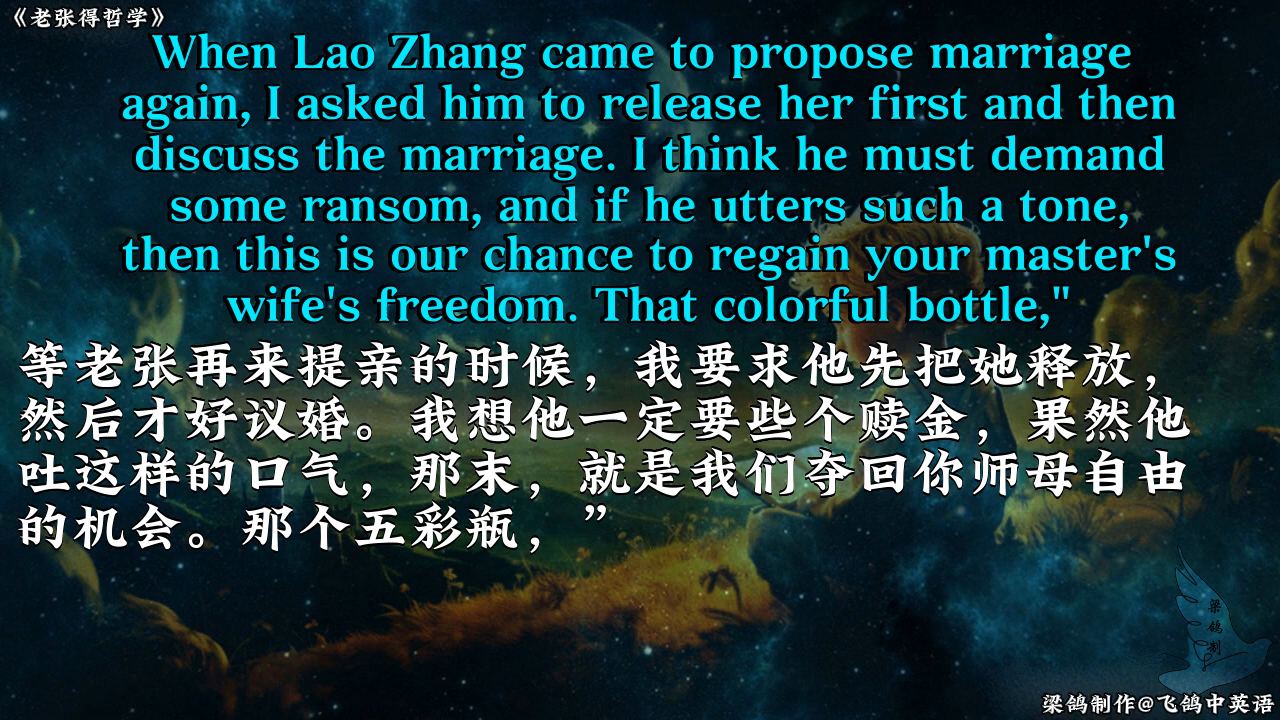 《老张得哲学》
When Lao Zhang came to propose marriage
again, I asked him to release her first and then
discuss the marriage. I think he must demand
some ransom, and if he utters such a tone,
then this is our chance to regain your master's
wife's freedom. That colorful bottle,"
等老张再来提亲的时候，我要求他先把她释放，
然后才好议婚。我想他一定要些个赎金，果然他
吐这样的口气，那末，就是我们夺回你师母自由
的机会。那个五彩瓶，”
梁鸽制
梁鸽制作@飞鸽中英语